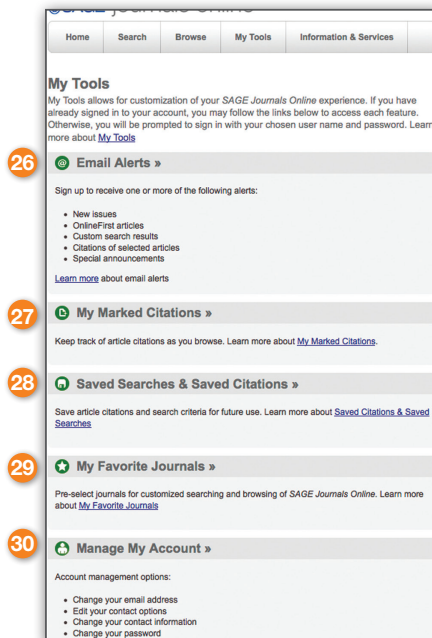 Home Search Browse My Tools Information & Services
My Tools
My Tools allows for customization of your SAGE Journals Online experience. If you have
already signed in to your account, you may follow the links below to access each feature.
Otherwise, you will be prompted to sign in with your chosen user name and password. Learn
more about My Tools
26 @ Email Alerts »
Sign up to receive one or more of the following alerts:
• New issues
• OnlineFirst articles
• Custom search results
• Citations of selected articles
• Special announcements
Learn more about email alerts
27 My Marked Citations »
Keep track of article citations as you browse. Learn more about My Marked Citations.
28 Saved Searches & Saved Citations »
Save article citations and search criteria for future use. Learn more about Saved Citations & Saved
Searches
29 My Favorite Journals »
Pre-select journals for customized searching and browsing of SAGE Journals Online. Learn more
about My Favorite Journals
30 Manage My Account »
Account management options:
• Change your email address
• Edit your contact options
• Change your contact information
• Change your password